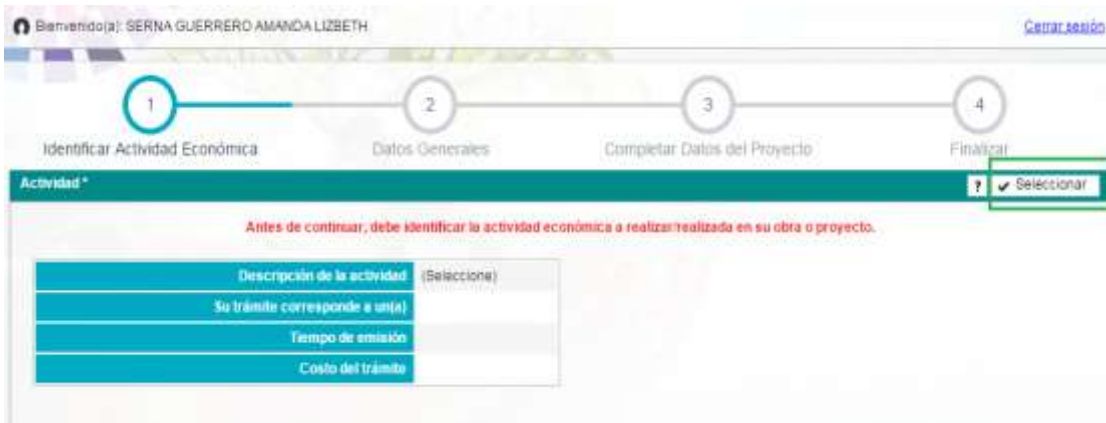 Bienvenido(a): SERNA GUERRERO AMANDA LIZBETH
Cerrar sesión
1
2
3
4
Identificar Actividad Económica
Datos Generales
Completar Datos del Proyecto
Finalizar
Actividad *
?
Seleccionar
Antes de continuar, debe identificar la actividad económica a realizar/realizada en su obra o proyecto.
Descripción de la actividad (Seleccione)
Su trámite corresponde a un(a)
Tiempo de emisión
Costo del trámite